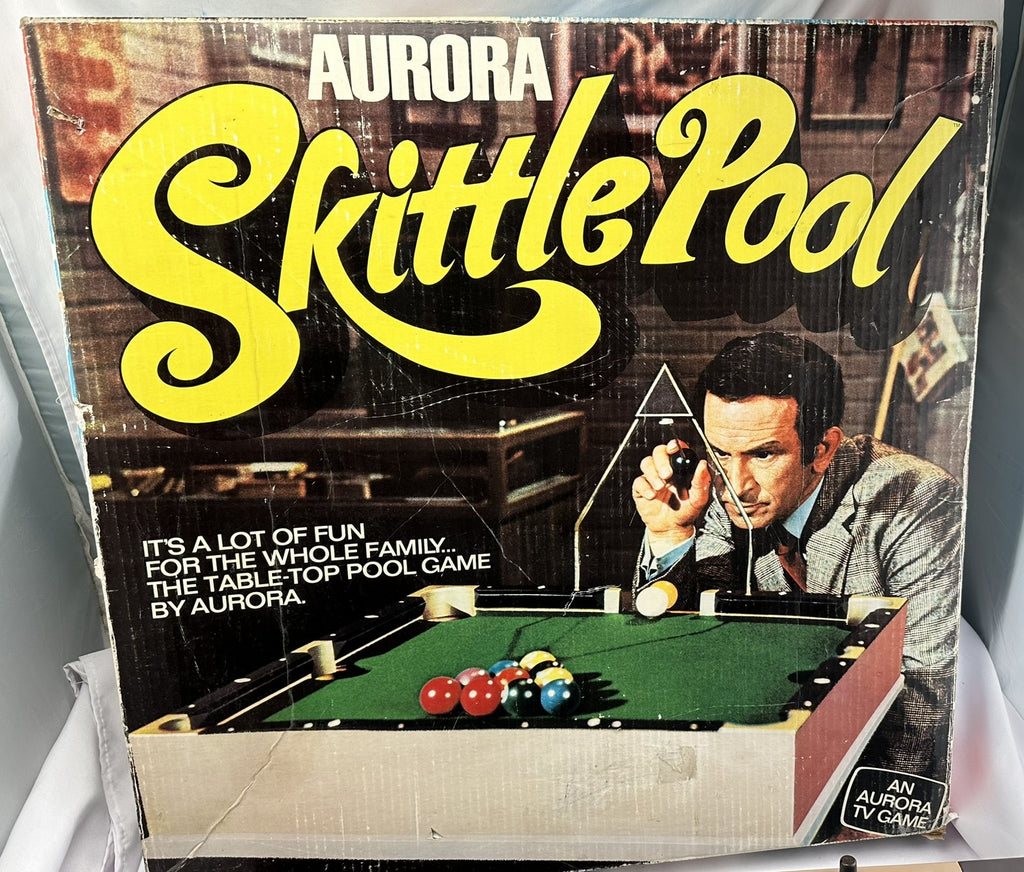 AURORA
Skittle Pool
IT'S A LOT OF FUN
FOR THE WHOLE FAMILY...
THE TABLE-TOP POOL GAME
BY AURORA.
AN
AURORA
TV GAME